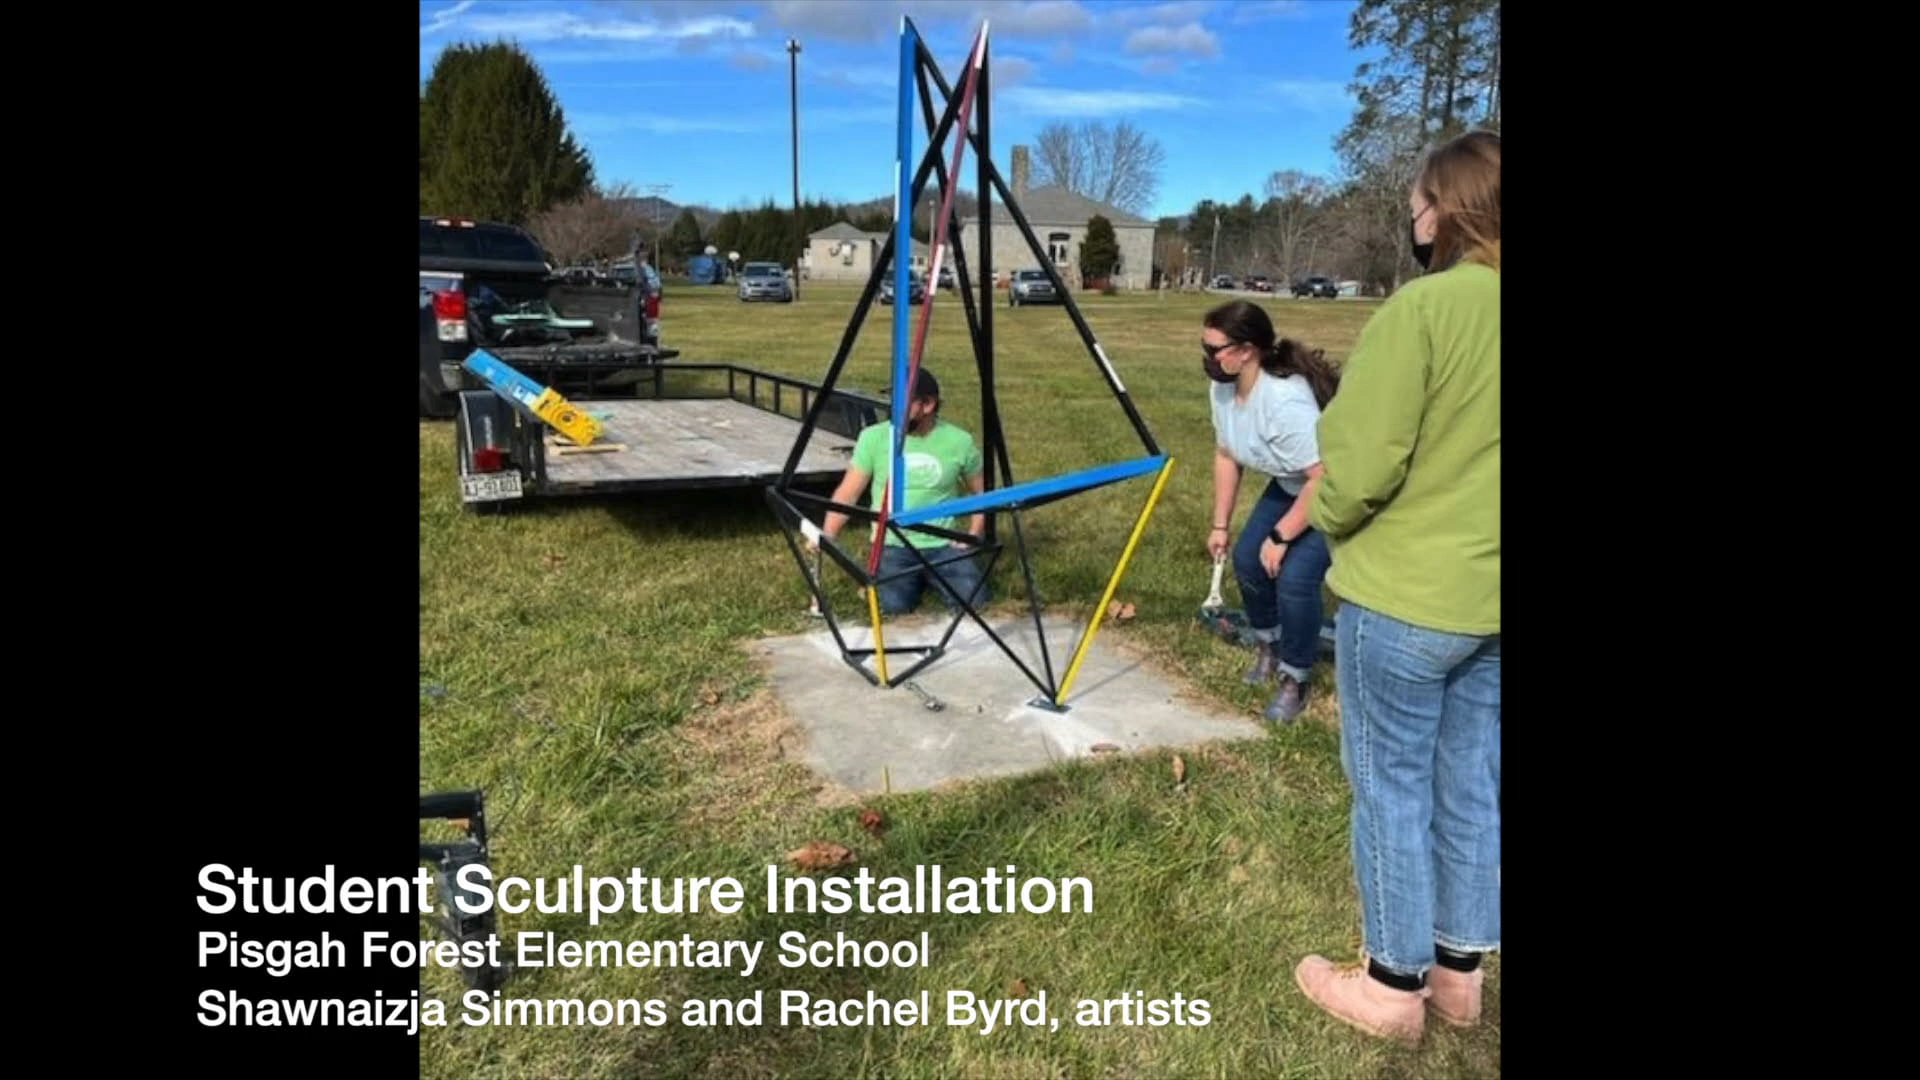 Student Sculpture Installation
Pisgah Forest Elementary School
Shawnaizja Simmons and Rachel Byrd, artists